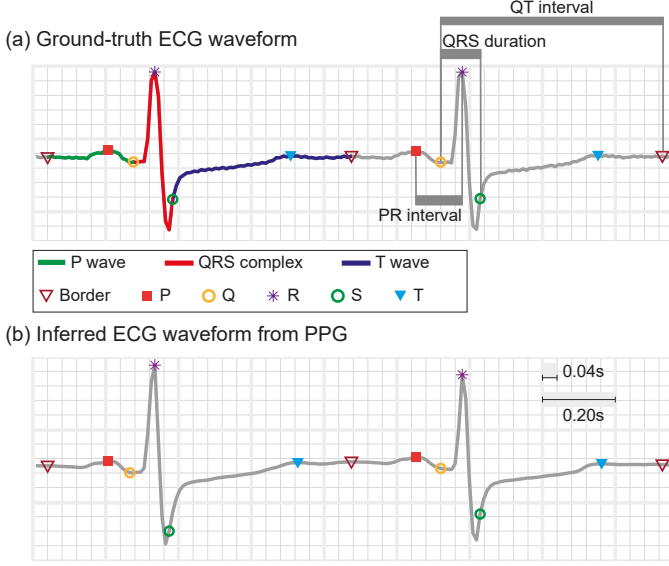 QT interval
(a) Ground-truth ECG waveform
QRS duration
PR interval
P wave QRS complex T wave
Border P Q R S T
(b) Inferred ECG waveform from PPG
0.04s
0.20s